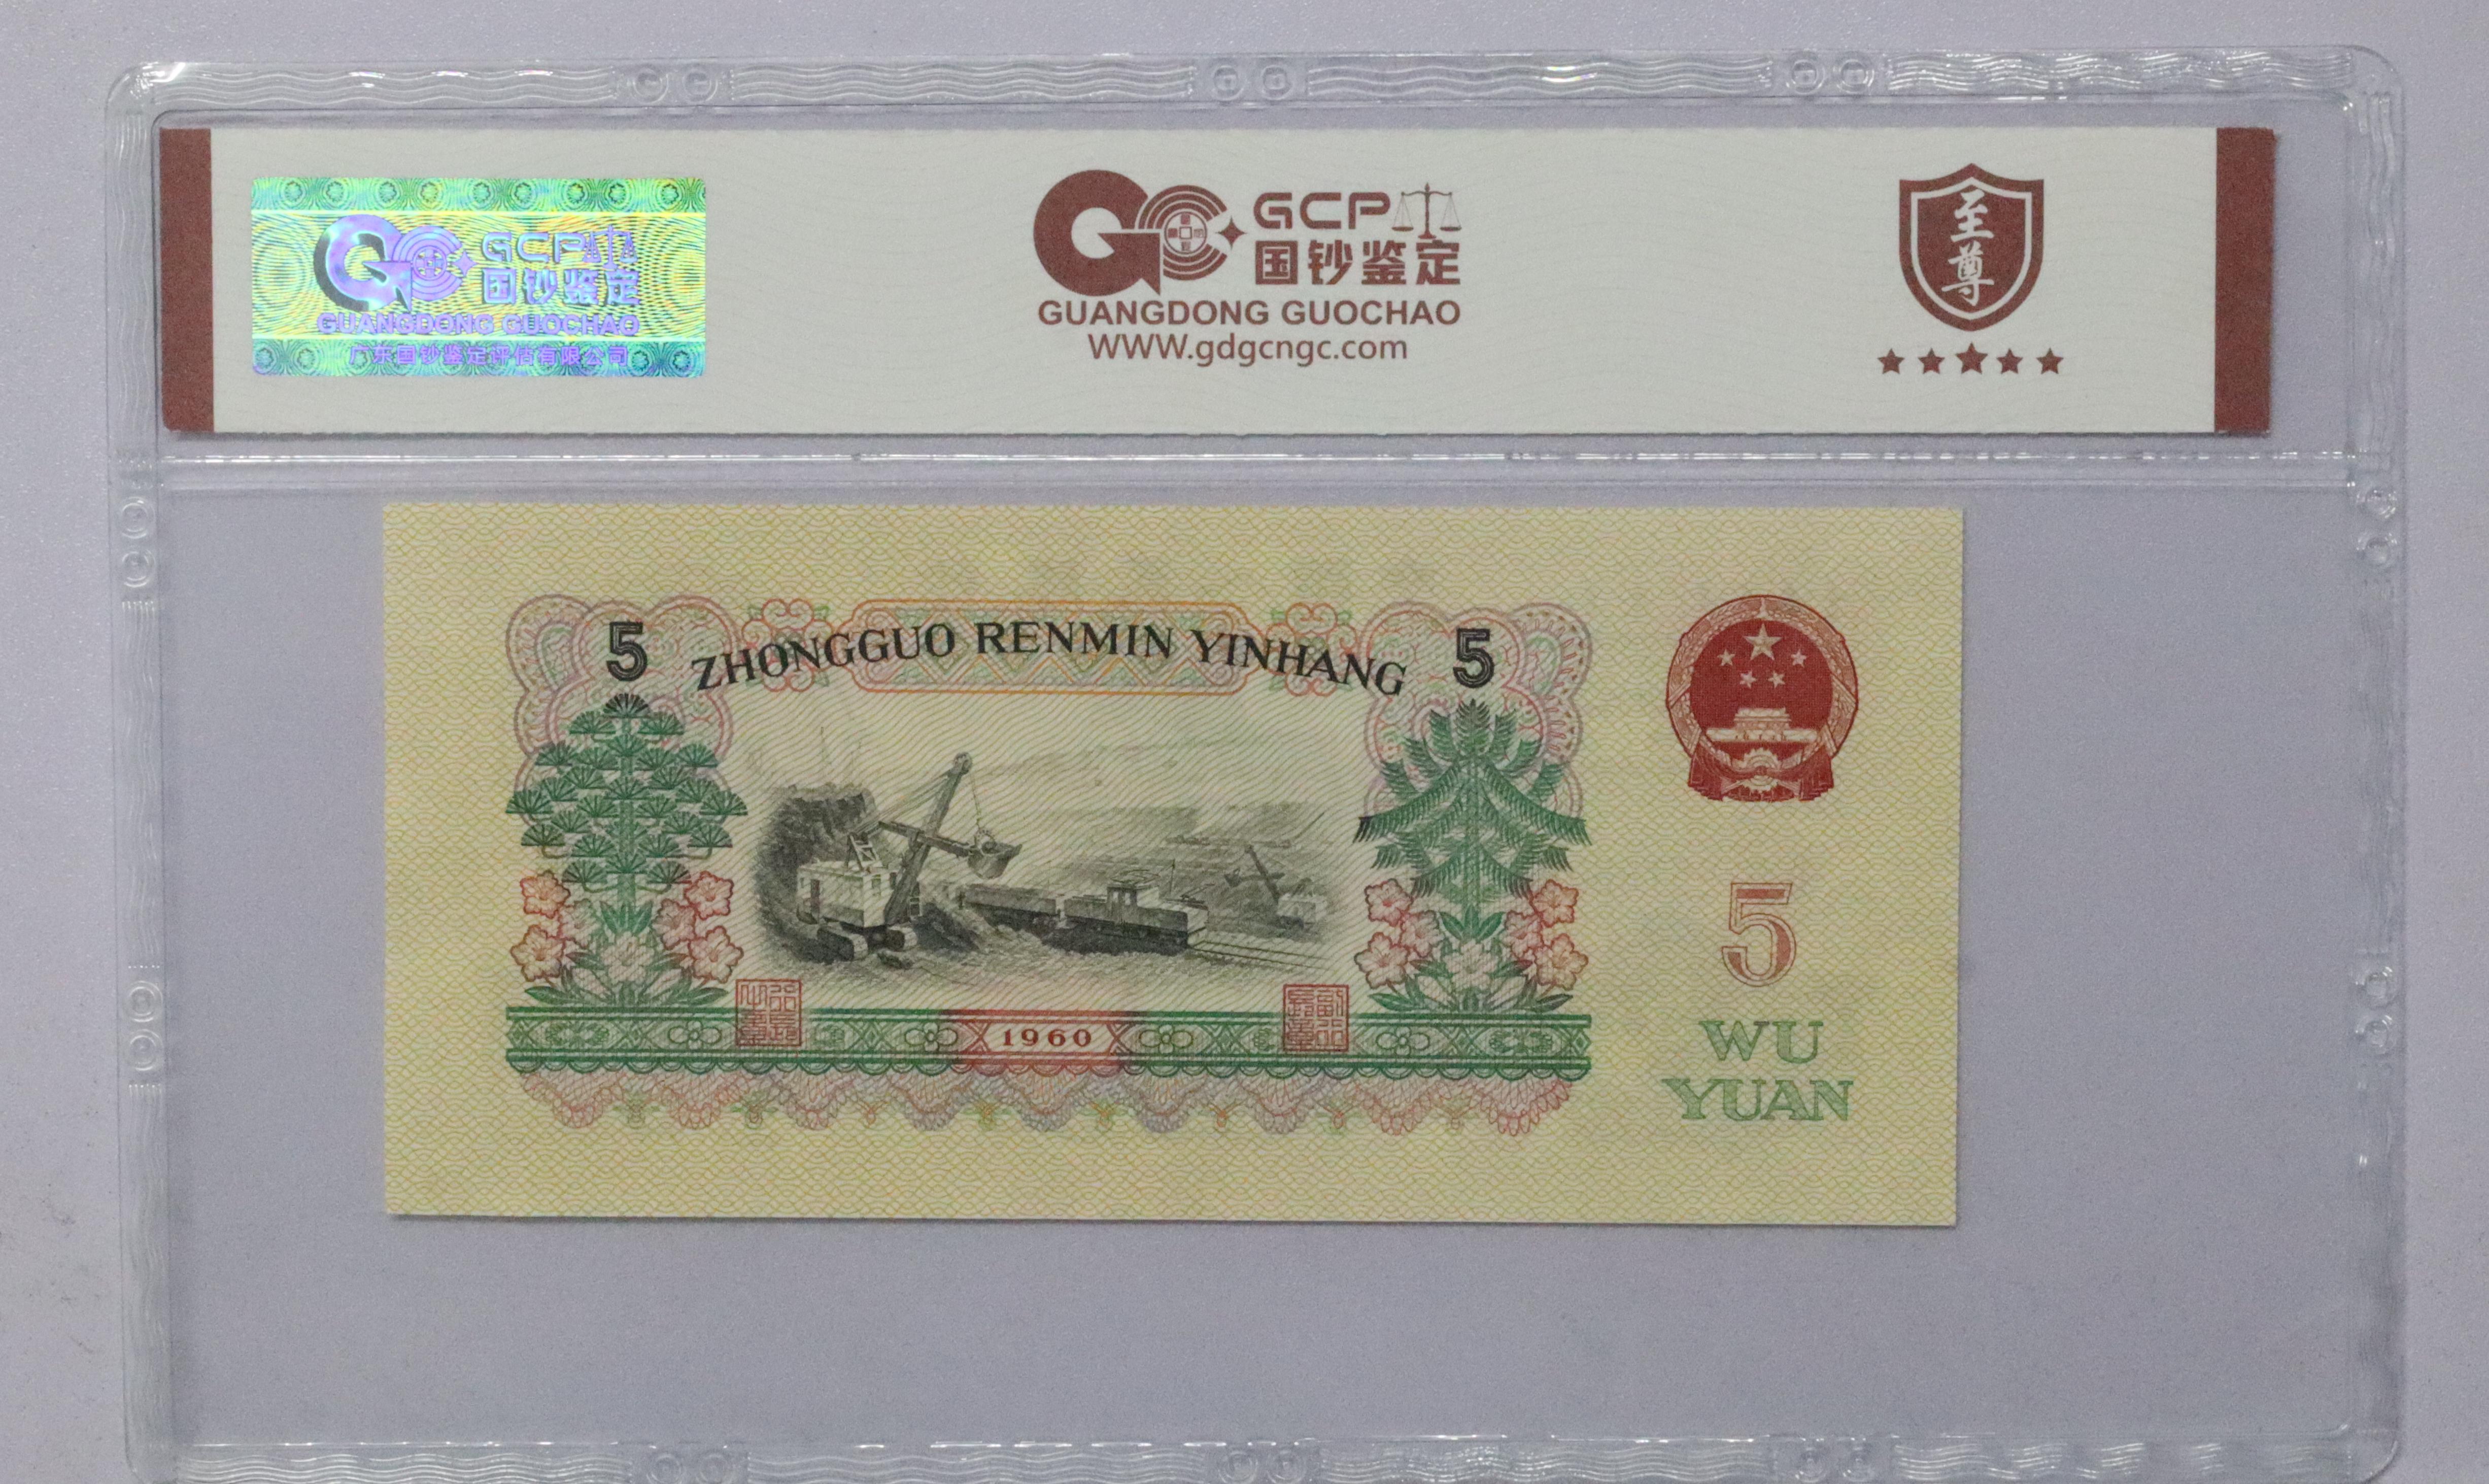 GCP
国钞鉴定
GUANGDONG GUOCHAO
广东国钞鉴定评估有限公司
GCP
国钞鉴定
GUANGDONG GUOCHAO
WWW.gdgcngc.com
至尊
5 ZHONGGUO RENMIN YINHANG 5
1960
5
WU
YUAN